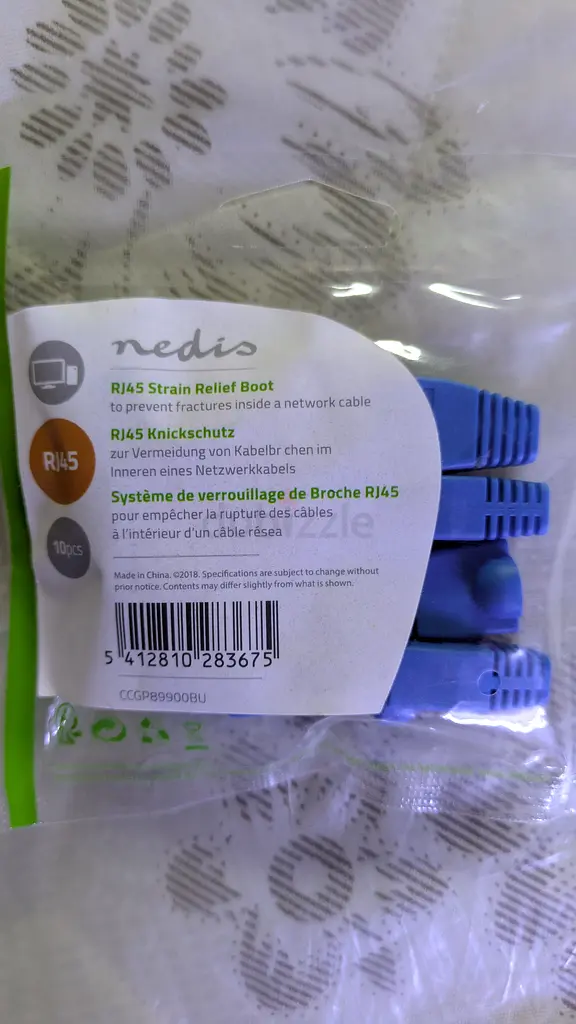 nedis
RJ45 Strain Relief Boot
to prevent fractures inside a network cable
RJ45 Knickschutz
zur Vermeidung von Kabelbr chen im
Inneren eines Netzwerkkabels
RJ45
Système de verrouillage de Broche RJ45
pour empêcher la rupture des câbles
à l'intérieur d'un câble résea
10pcs
Made in China. ©2018. Specifications are subject to change without
prior notice. Contents may differ slightly from what is shown.
5 412810 283675
CCGP89900BU